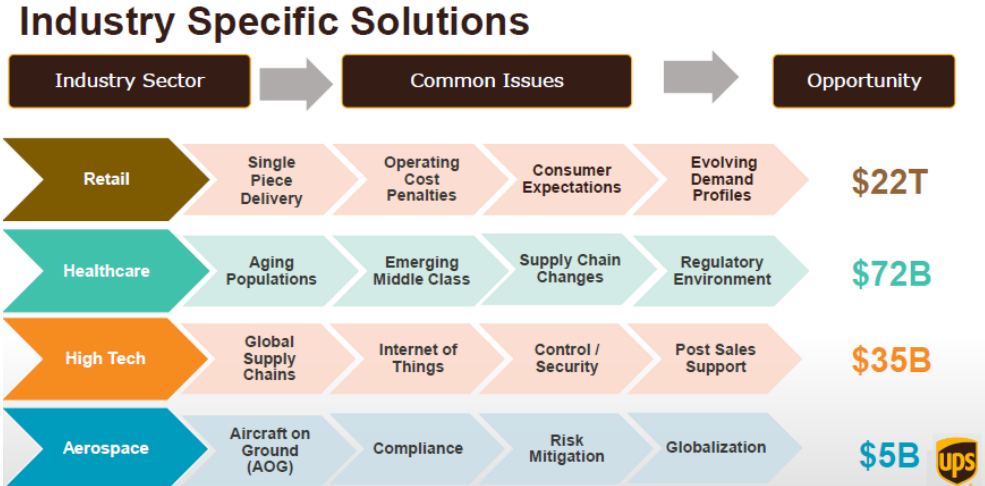 Industry Specific Solutions
Industry Sector
Common Issues
Opportunity
Retail
Single
Piece
Delivery
Operating
Cost
Penalties
Consumer
Expectations
Evolving
Demand
Profiles
$22T
Healthcare
Aging
Populations
Emerging
Middle Class
Supply Chain
Changes
Regulatory
Environment
$72B
High Tech
Global
Supply
Chains
Internet of
Things
Control /
Security
Post Sales
Support
$35B
Aerospace
Aircraft on
Ground
(AOG)
Compliance
Risk
Mitigation
Globalization
$5B
ups